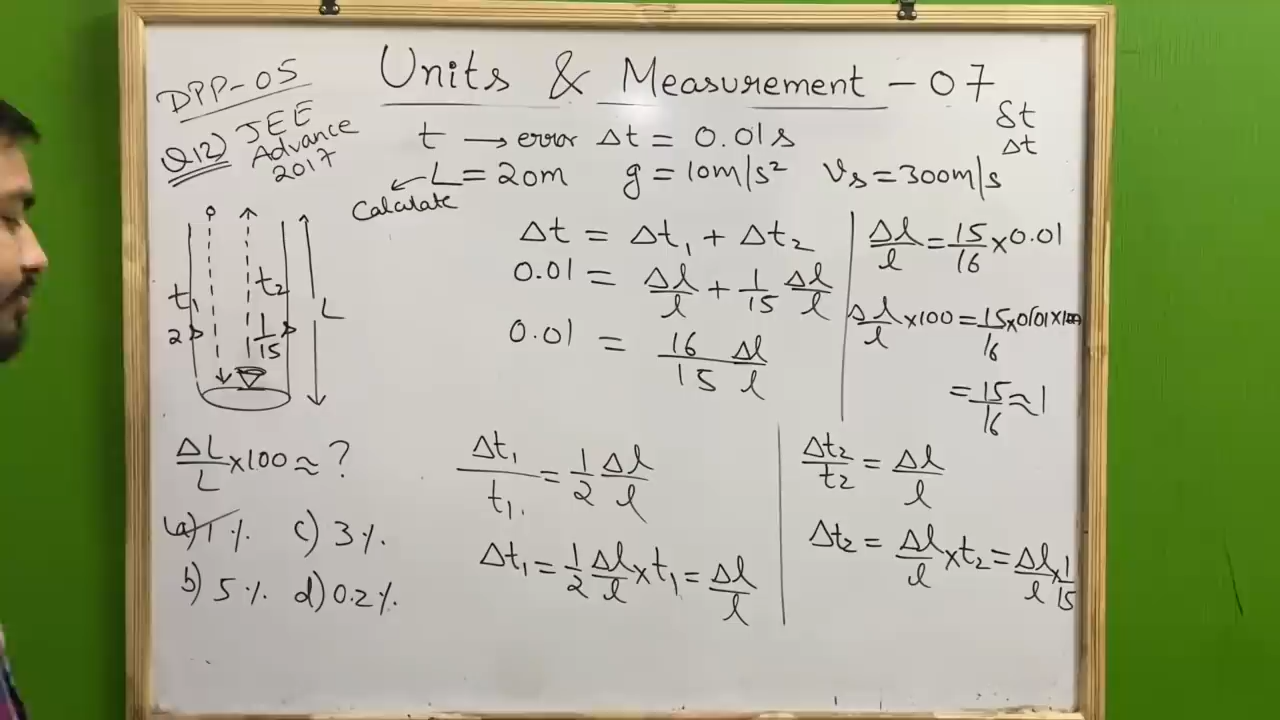 DPP-05
Units & Measurement - 07
Q12) JEE
Advance
2017
δt
Δt
t → error Δt = 0.01s
L = 20m g = 10m/s² Vs = 300m/s
Calculate
t1
2s
t2
1/15 s
L
Δt = Δt1 + Δt2
0.01 = Δl/l + 1/15 Δl/l
0.01 = 16/15 Δl/l
Δl/l = 15/16 × 0.01
Δl/l × 100 = 15/16 × 0.01 × 100
= 15/16 ≈ 1
ΔL/L × 100 ≈ ?
a) 1 % c) 3 %.
b) 5 %. d) 0.2 %.
Δt1/t1. = 1/2 Δl/l
Δt1 = 1/2 Δl/l × t1 = Δl/l
Δt2/t2 = Δl/l
Δt2 = Δl/l × t2 = Δl/l × 1/15